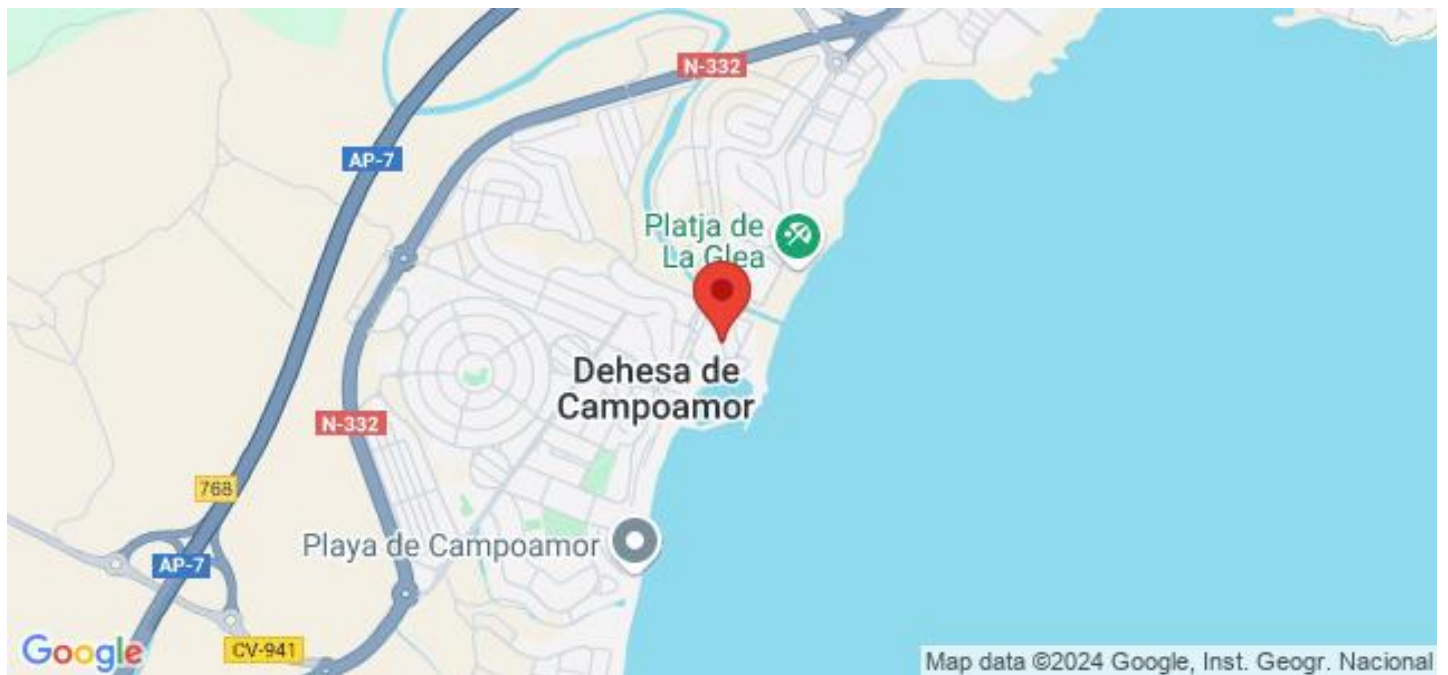 N-332
AP-7
Platja de
La Glea
Dehesa de
Campoamor
N-332
768
Playa de Campoamor
AP-7
CV-941
Google
Map data ©2024 Google, Inst. Geogr. Nacional